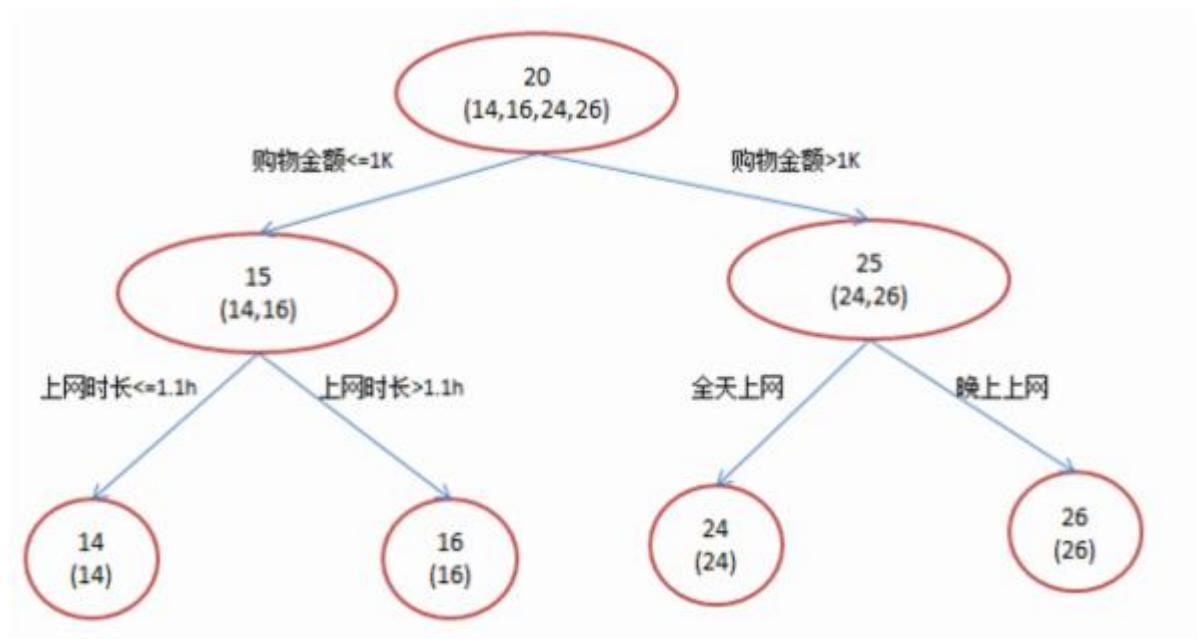 20
(14,16,24,26)
购物金额<=1K
购物金额>1K
15
(14,16)
25
(24,26)
上网时长<=1.1h
上网时长>1.1h
全天上网
晚上上网
14
(14)
16
(16)
24
(24)
26
(26)